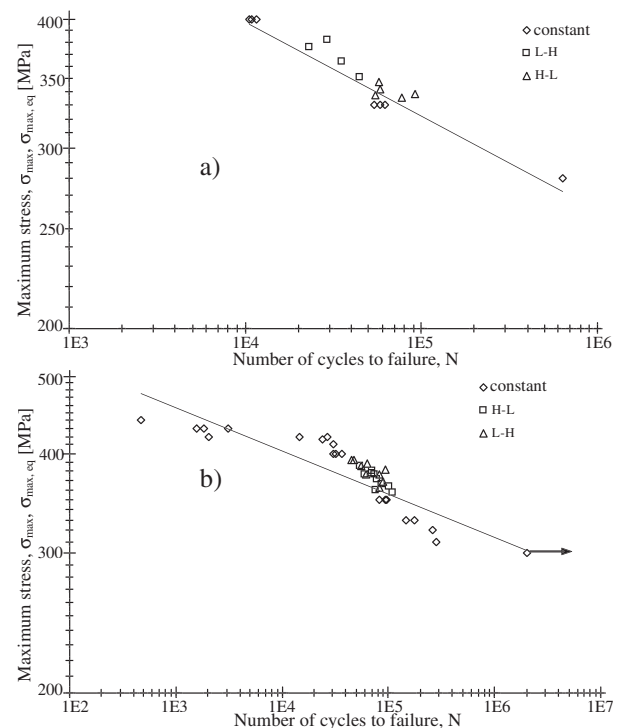 400
350
300
250
200
Maximum stress, σmax, σmax, eq [MPa]
a)
constant
L-H
H-L
1E3
1E4
1E5
1E6
Number of cycles to failure, N
500
400
300
200
Maximum stress, σmax, σmax, eq [MPa]
b)
constant
H-L
L-H
1E2
1E3
1E4
1E5
1E6
1E7
Number of cycles to failure, N